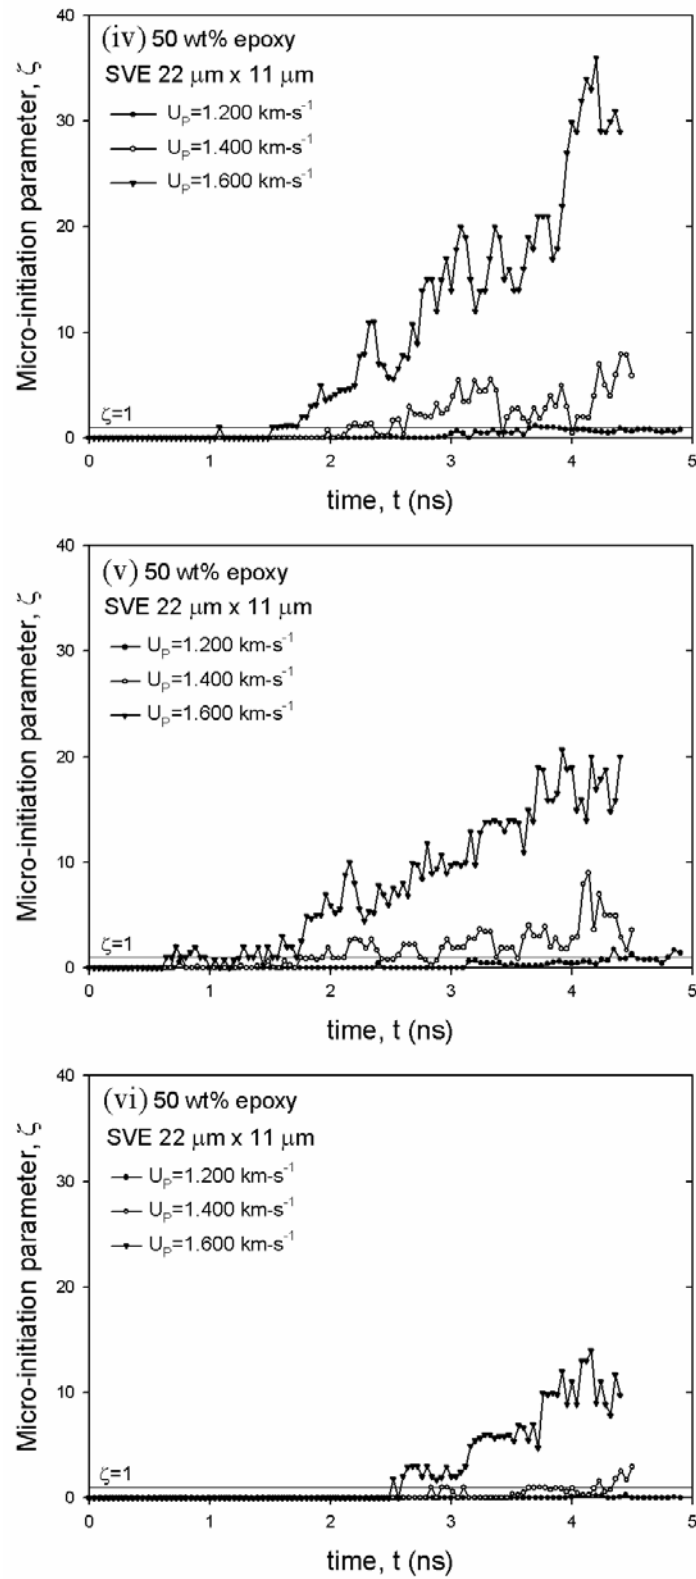 (iv) 50 wt% epoxy
SVE 22 μm x 11 μm
U_P=1.200 km-s⁻¹
U_P=1.400 km-s⁻¹
U_P=1.600 km-s⁻¹
Micro-initiation parameter, ζ
40
30
20
10
0
ζ=1
0 1 2 3 4 5
time, t (ns)
(v) 50 wt% epoxy
SVE 22 μm x 11 μm
U_P=1.200 km-s⁻¹
U_P=1.400 km-s⁻¹
U_P=1.600 km-s⁻¹
Micro-initiation parameter, ζ
40
30
20
10
0
ζ=1
0 1 2 3 4 5
time, t (ns)
(vi) 50 wt% epoxy
SVE 22 μm x 11 μm
U_P=1.200 km-s⁻¹
U_P=1.400 km-s⁻¹
U_P=1.600 km-s⁻¹
Micro-initiation parameter, ζ
40
30
20
10
0
ζ=1
0 1 2 3 4 5
time, t (ns)